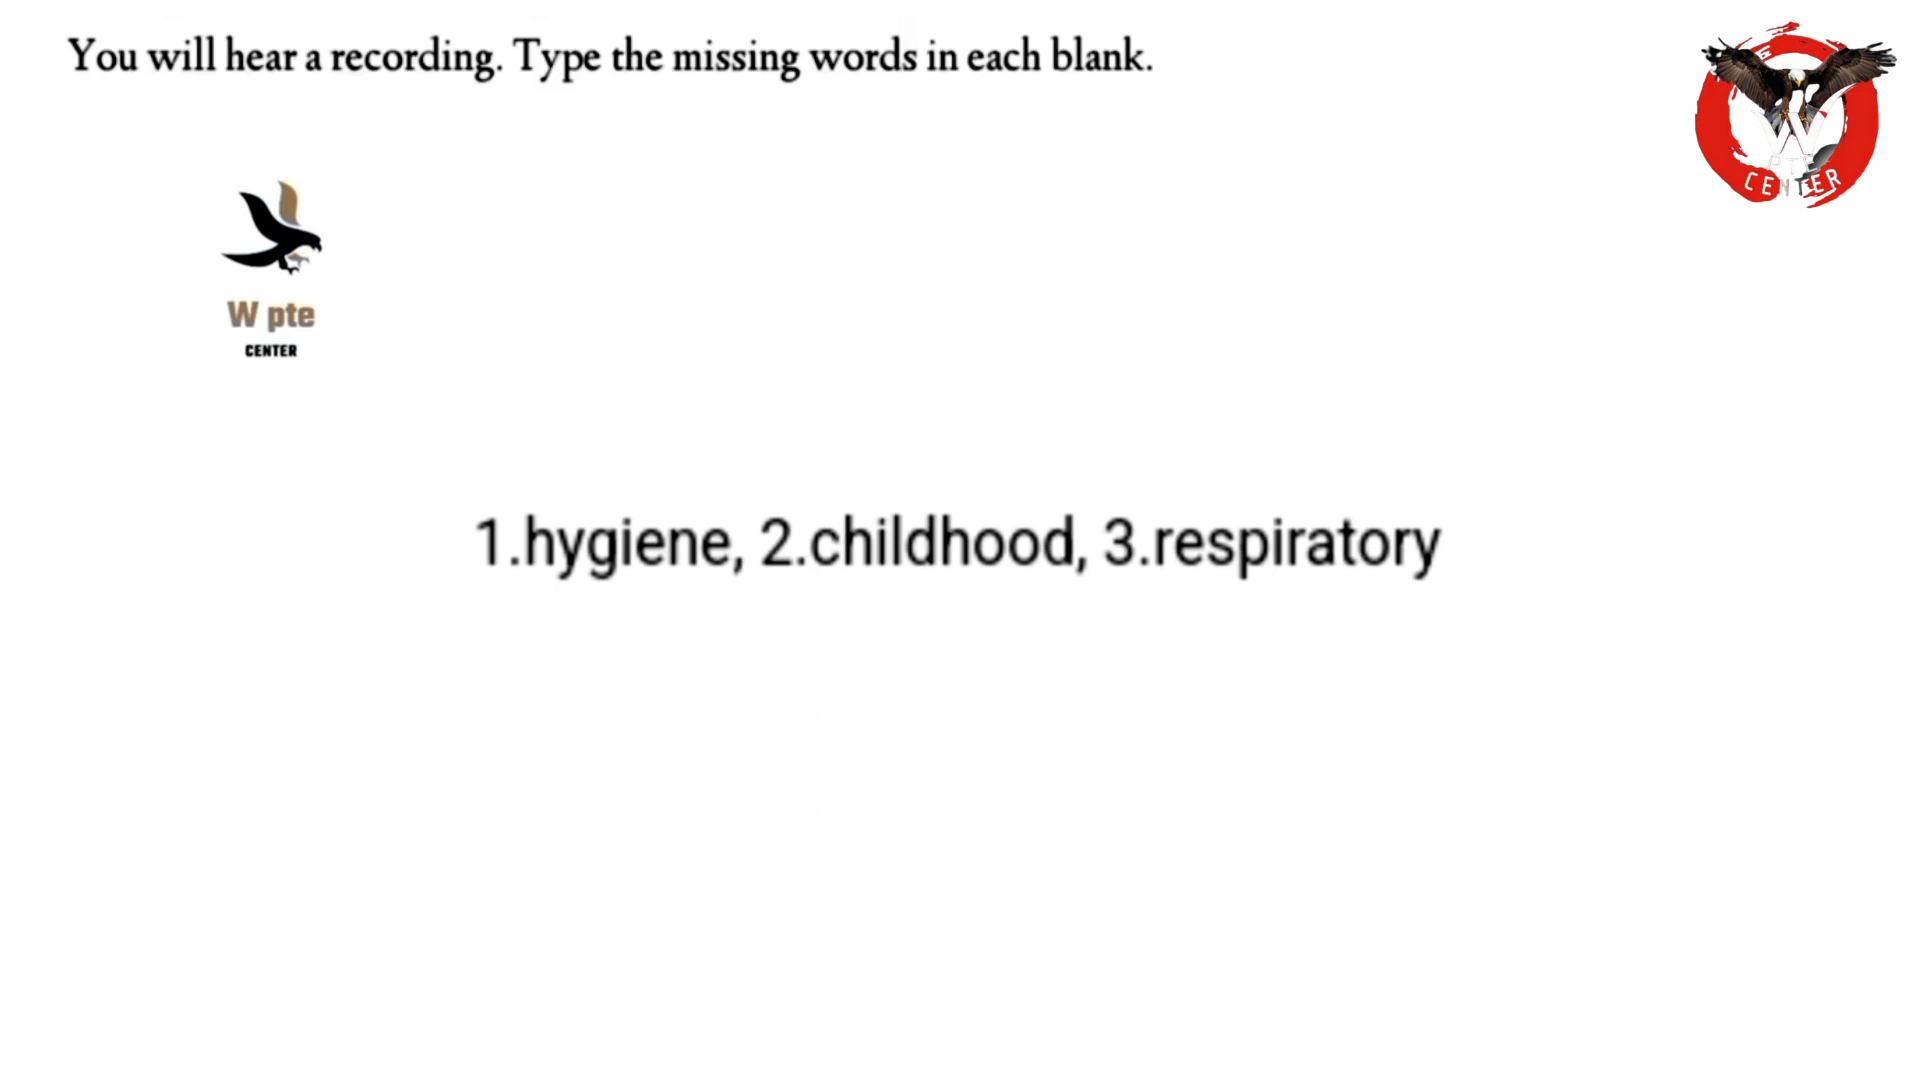 You will hear a recording. Type the missing words in each blank.
W
PTE
CENTER
W pte
CENTER
1.hygiene, 2.childhood, 3.respiratory